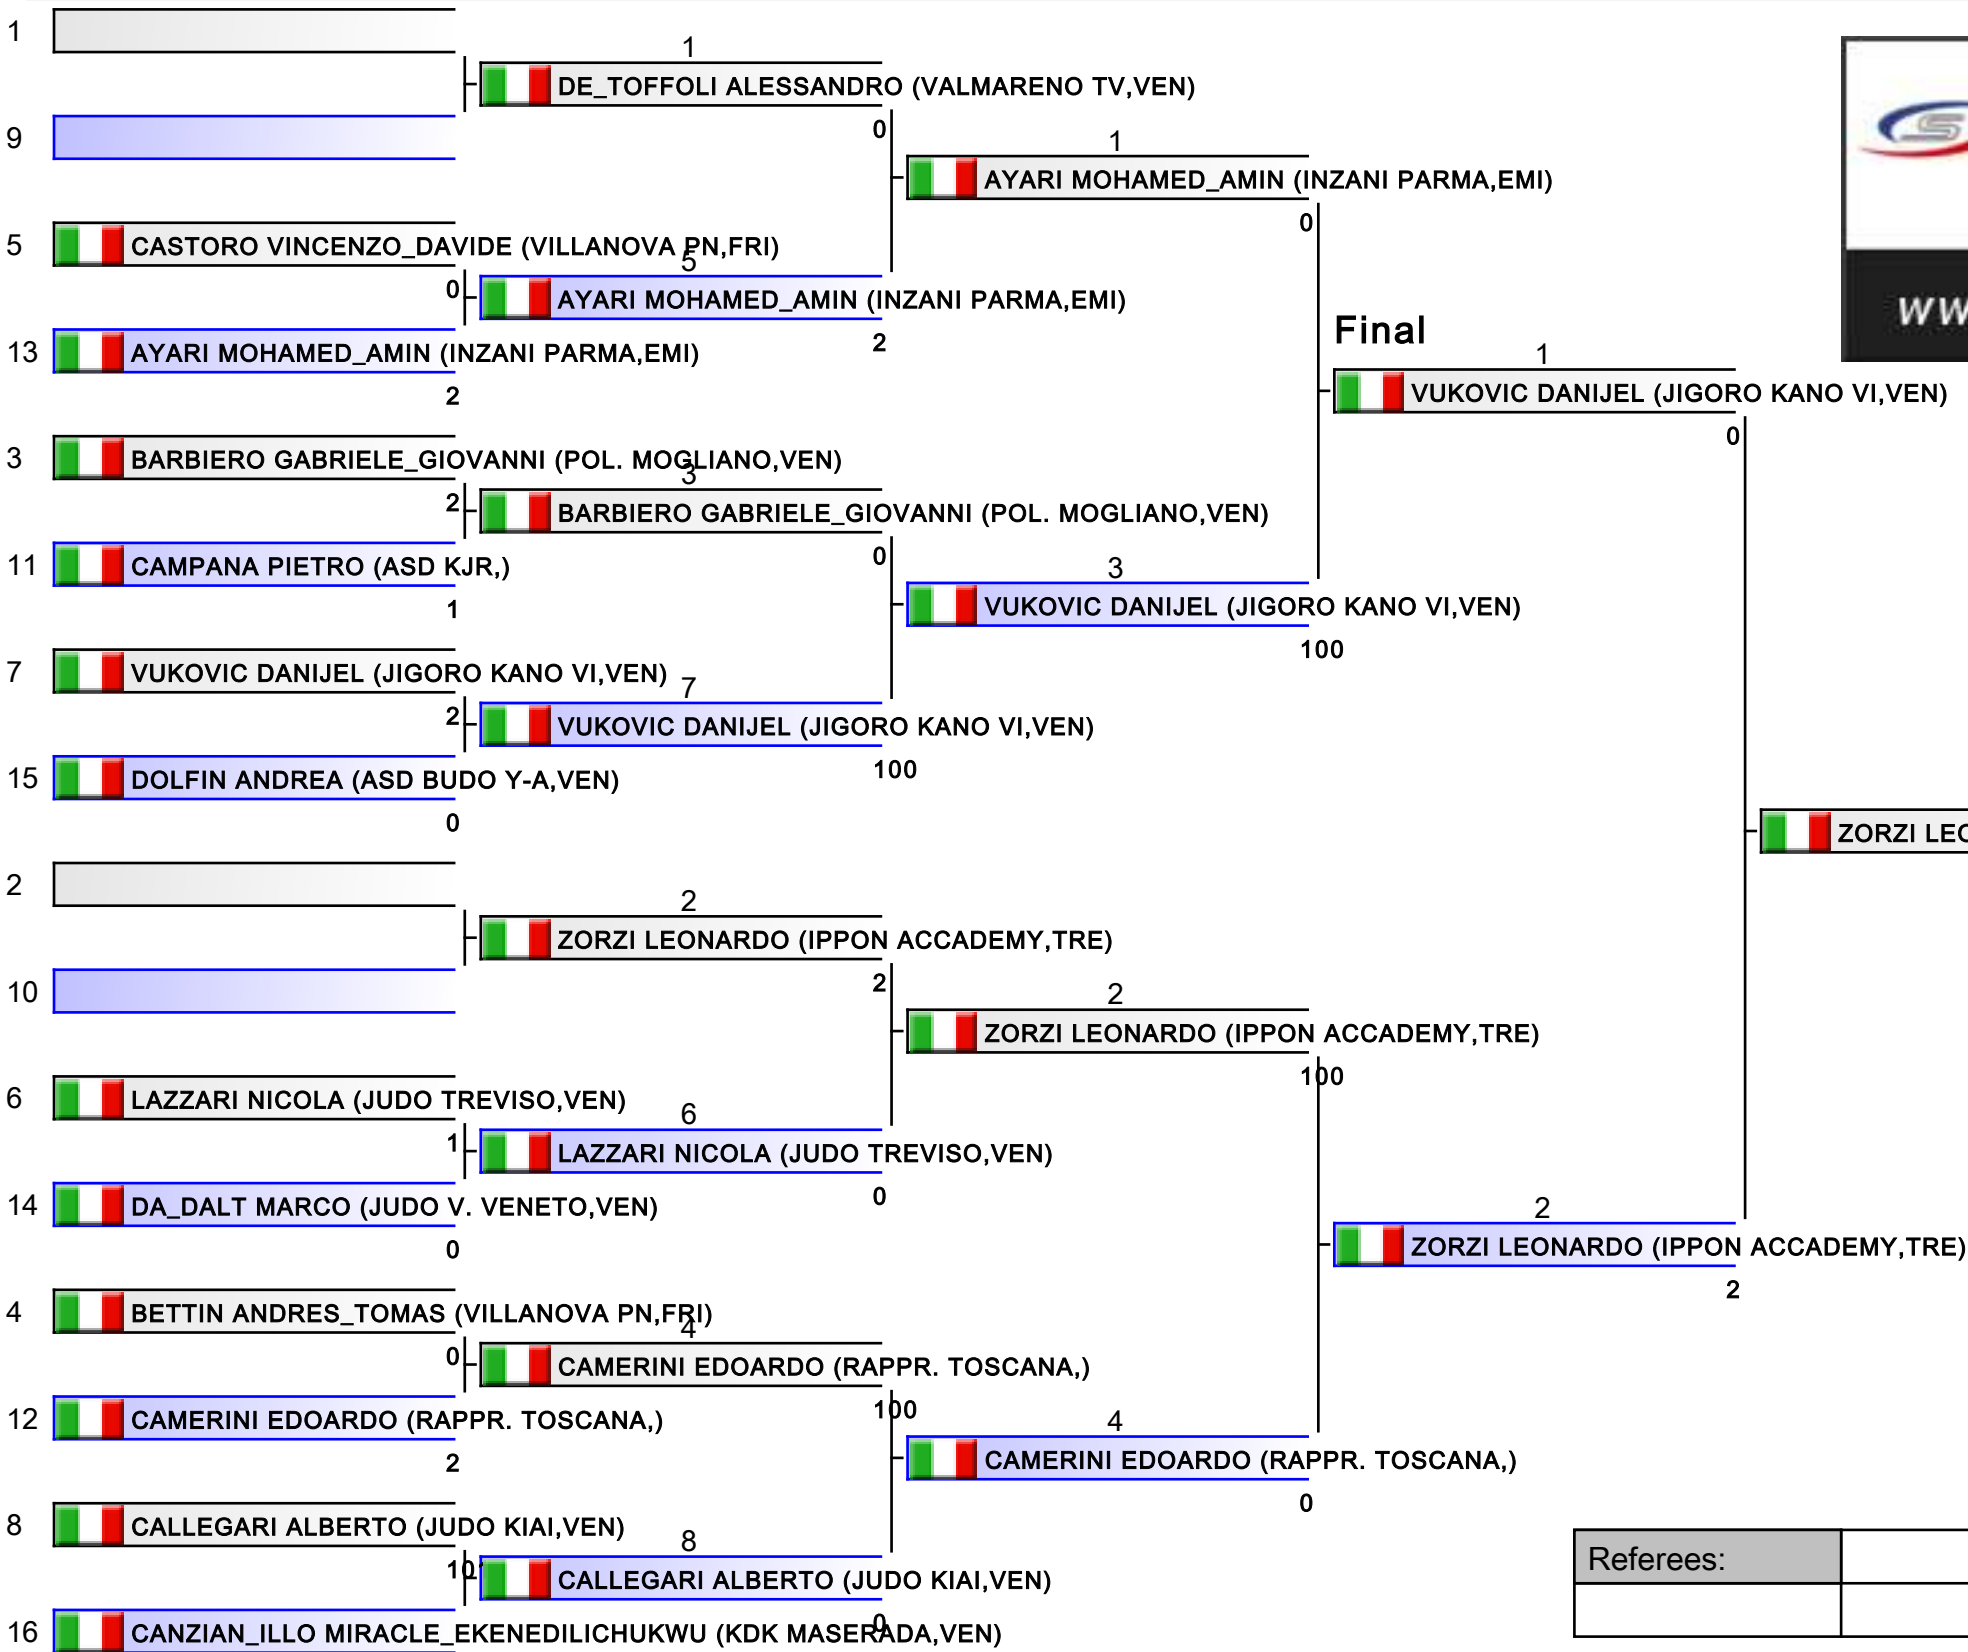 1
1
DE_TOFFOLI ALESSANDRO (VALMARENO TV,VEN)
9
0
1
AYARI MOHAMED_AMIN (INZANI PARMA,EMI)
0
5
CASTORO VINCENZO_DAVIDE (VILLANOVA PN,FRI)
5
0
AYARI MOHAMED_AMIN (INZANI PARMA,EMI)
2
13
AYARI MOHAMED_AMIN (INZANI PARMA,EMI)
2
Final
1
VUKOVIC DANIJEL (JIGORO KANO VI,VEN)
0
3
BARBIERO GABRIELE_GIOVANNI (POL. MOGLIANO,VEN)
3
2
BARBIERO GABRIELE_GIOVANNI (POL. MOGLIANO,VEN)
0
11
CAMPANA PIETRO (ASD KJR,)
1
3
VUKOVIC DANIJEL (JIGORO KANO VI,VEN)
100
7
VUKOVIC DANIJEL (JIGORO KANO VI,VEN)
7
2
VUKOVIC DANIJEL (JIGORO KANO VI,VEN)
100
15
DOLFIN ANDREA (ASD BUDO Y-A,VEN)
0
ZORZI
2
2
ZORZI LEONARDO (IPPON ACCADEMY,TRE)
2
10
2
ZORZI LEONARDO (IPPON ACCADEMY,TRE)
100
6
LAZZARI NICOLA (JUDO TREVISO,VEN)
6
1
LAZZARI NICOLA (JUDO TREVISO,VEN)
0
14
DA_DALT MARCO (JUDO V. VENETO,VEN)
0
2
ZORZI LEONARDO (IPPON ACCADEMY,TRE)
2
4
BETTIN ANDRES_TOMAS (VILLANOVA PN,FRI)
4
0
CAMERINI EDOARDO (RAPPR. TOSCANA,)
100
12
CAMERINI EDOARDO (RAPPR. TOSCANA,)
2
4
CAMERINI EDOARDO (RAPPR. TOSCANA,)
0
8
CALLEGARI ALBERTO (JUDO KIAI,VEN)
8
CALLEGARI ALBERTO (JUDO KIAI,VEN)
0
16
CANZIAN_ILLO MIRACLE_EKENEDILICHUKWU (KDK MASERADA,VEN)
Referees: